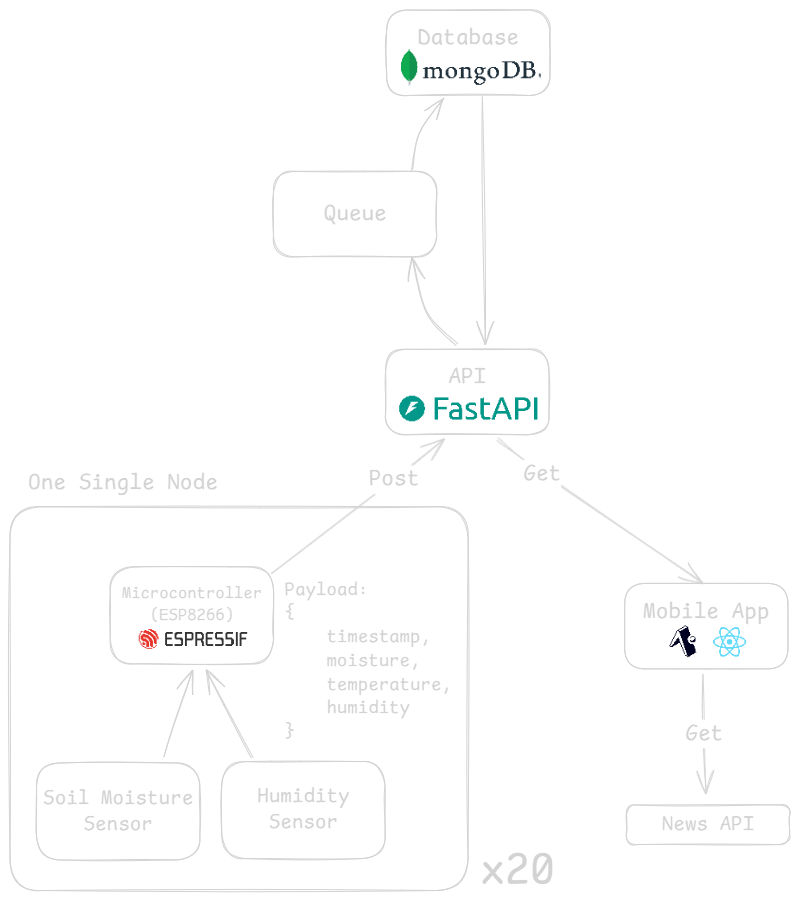 Database
mongoDB.
Queue
API
FastAPI
Post
Get
One Single Node
Microcontroller
(ESP8266)
ESPRESSIF
Payload:
{
timestamp,
moisture,
temperature,
humidity
}
Soil Moisture
Sensor
Humidity
Sensor
x20
Mobile App
Get
News API